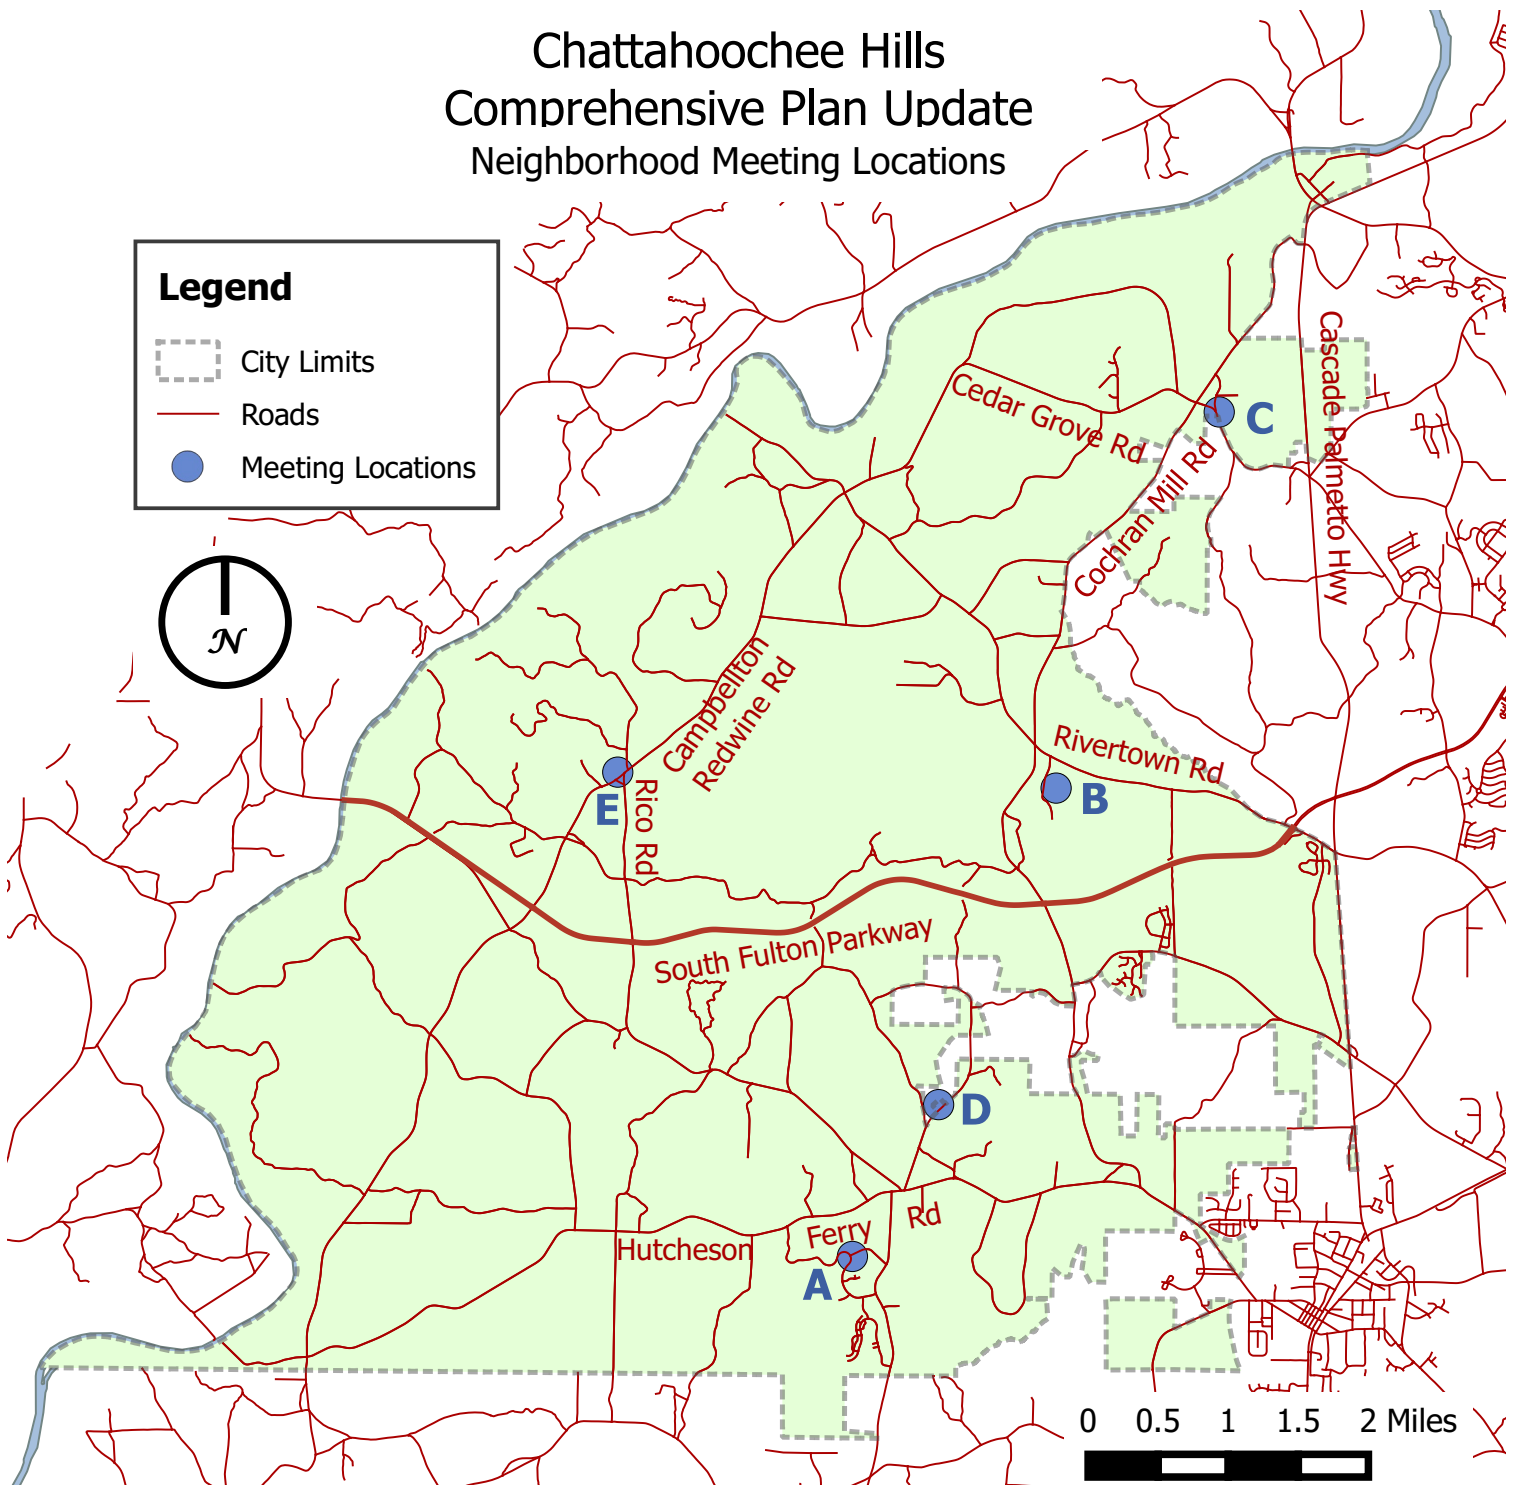 Chattahoochee Hills
Comprehensive Plan Update
Neighborhood Meeting Locations
Legend
City Limits
Roads
Meeting Locations
N
Cascade Palmetto Hwy
Cedar Grove Rd
C
Cochran Mill Rd
Campbellton
Redwine Rd
Rivertown Rd
B
E
Rico Rd
South Fulton Parkway
D
Hutcheson
Ferry
Rd
A
0 0.5 1 1.5 2 Miles